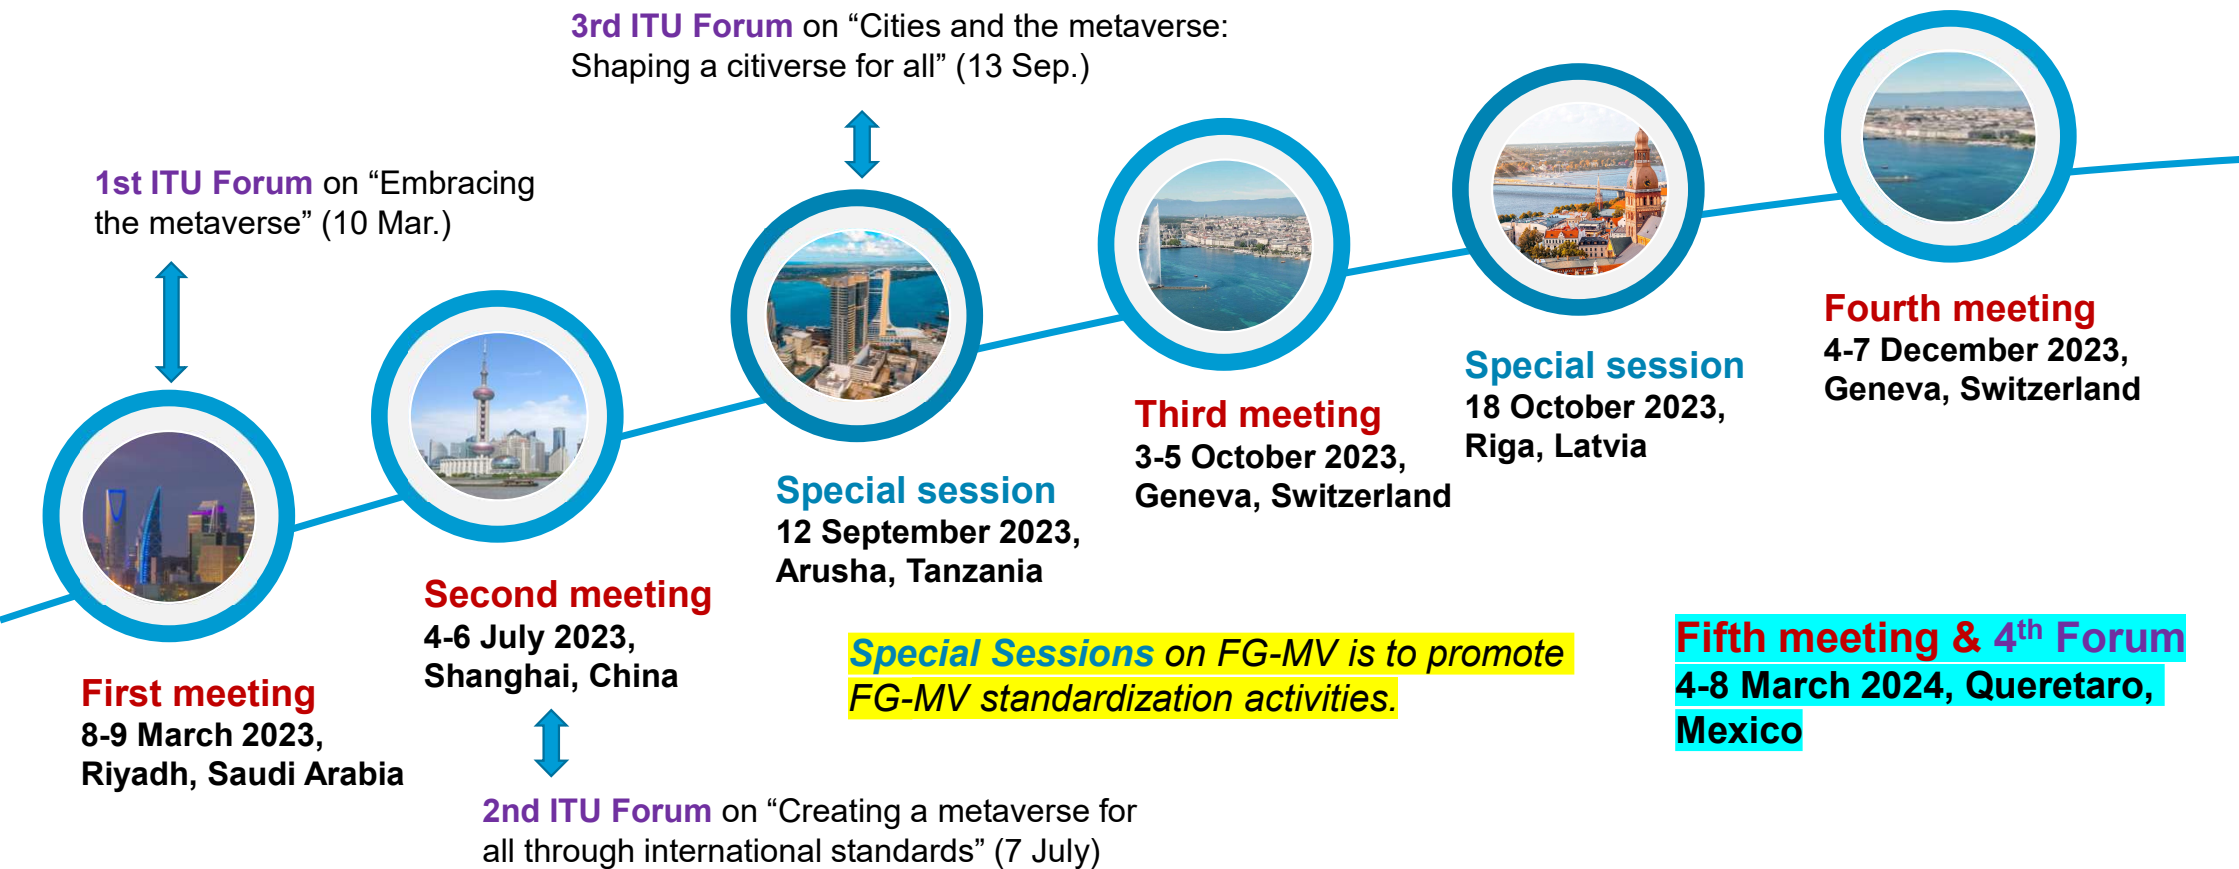 3rd ITU Forum on “Cities and the metaverse:
Shaping a citiverse for all” (13 Sep.)
1st ITU Forum on “Embracing
the metaverse” (10 Mar.)
First meeting
8-9 March 2023,
Riyadh, Saudi Arabia
Second meeting
4-6 July 2023,
Shanghai, China
2nd ITU Forum on “Creating a metaverse for
all through international standards” (7 July)
Special session
12 September 2023,
Arusha, Tanzania
Third meeting
3-5 October 2023,
Geneva, Switzerland
Special session
18 October 2023,
Riga, Latvia
Fourth meeting
4-7 December 2023,
Geneva, Switzerland
Special Sessions on FG-MV is to promote
FG-MV standardization activities.
Fifth meeting & 4th Forum
4-8 March 2024, Queretaro,
Mexico